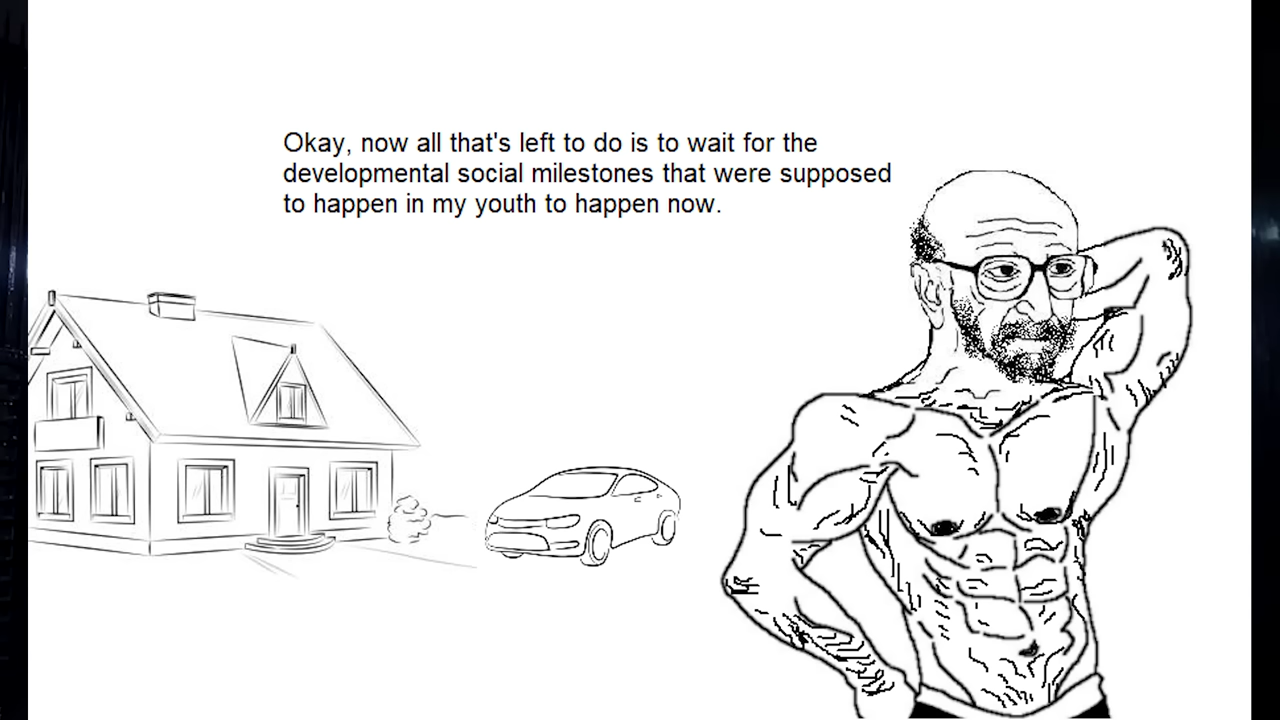 Okay, now all that's left to do is to wait for the
developmental social milestones that were supposed
to happen in my youth to happen now.